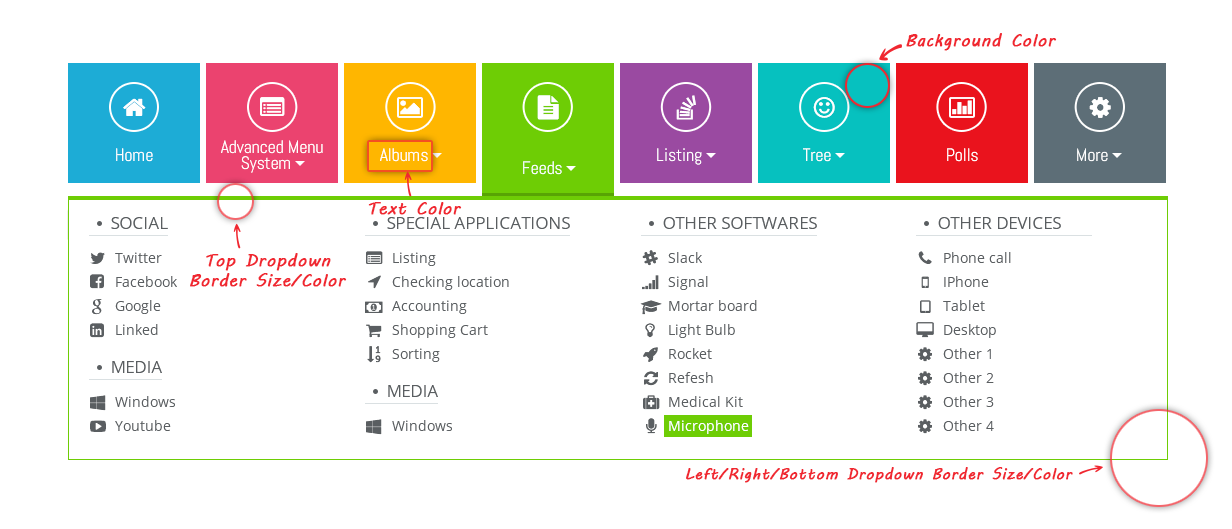 Background Color
Home
Advanced Menu
System
Albums
Feeds
Listing
Tree
Polls
More
Text Color
Top Dropdown
Border Size/Color
• SOCIAL
Twitter
Facebook
Google
Linked
• MEDIA
Windows
Youtube
• SPECIAL APPLICATIONS
Listing
Checking location
Accounting
Shopping Cart
Sorting
• MEDIA
Windows
• OTHER SOFTWARES
Slack
Signal
Mortar board
Light Bulb
Rocket
Refesh
Medical Kit
Microphone
• OTHER DEVICES
Phone call
IPhone
Tablet
Desktop
Other 1
Other 2
Other 3
Other 4
Left/Right/Bottom Dropdown Border Size/Color